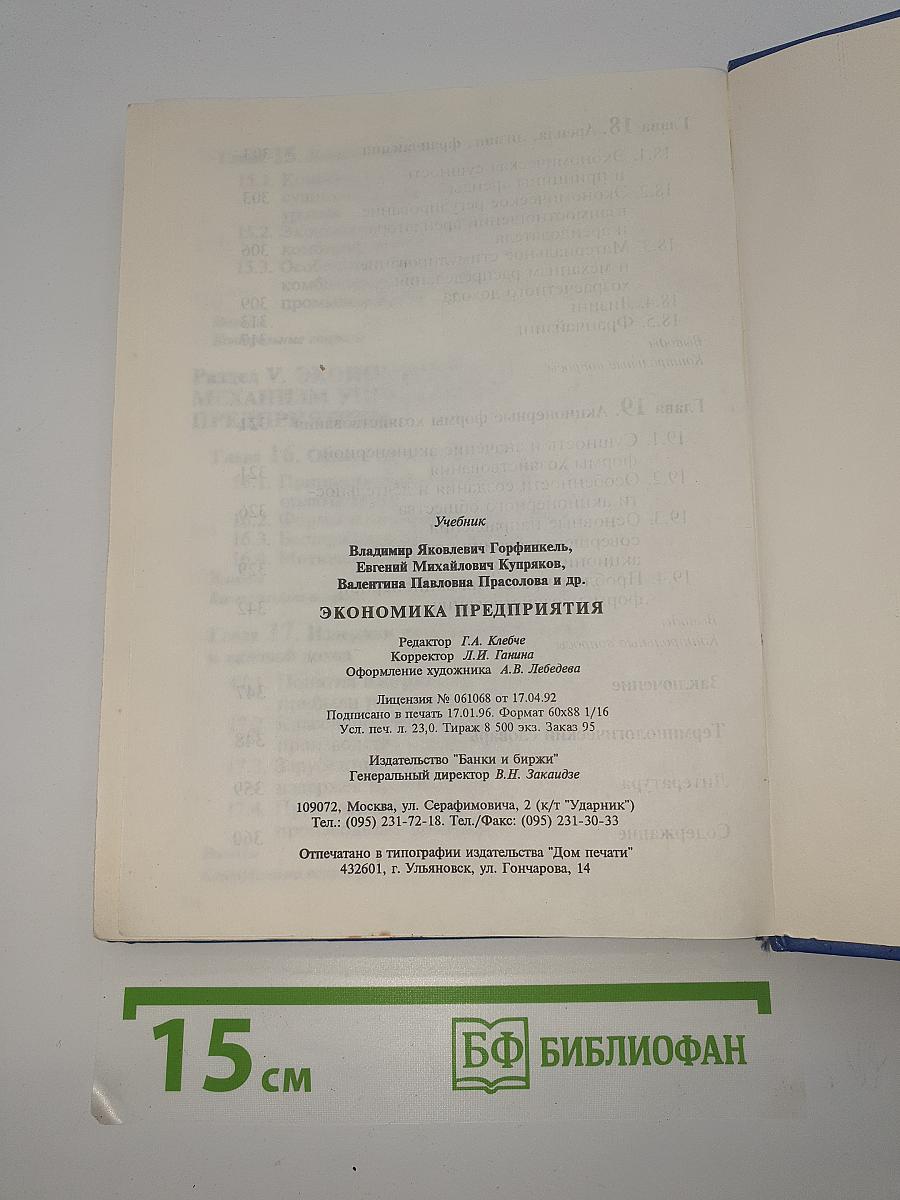 Учебник
Владимир Яковлевич Горфинкель,
Евгений Михайлович Купряков,
Валентина Павловна Прасолова и др.
ЭКОНОМИКА ПРЕДПРИЯТИЯ
Редактор Г.А. Клебче
Корректор Л.И. Ганина
Оформление художника А.В. Лебедева
Лицензия № 061068 от 17.04.92
Подписано в печать 17.01.96. Формат 60х88 1/16
Усл. печ. л. 23,0. Тираж 8 500 экз. Заказ 95
Издательство "Банки и биржи"
Генеральный директор В.Н. Закаидзе
109072, Москва, ул. Серафимовича, 2 (к/т "Ударник")
Тел.: (095) 231-72-18. Тел./Факс: (095) 231-30-33
Отпечатано в типографии издательства "Дом печати"
432601, г. Ульяновск, ул. Гончарова, 14
15 см
БФ БИБЛИОФАН